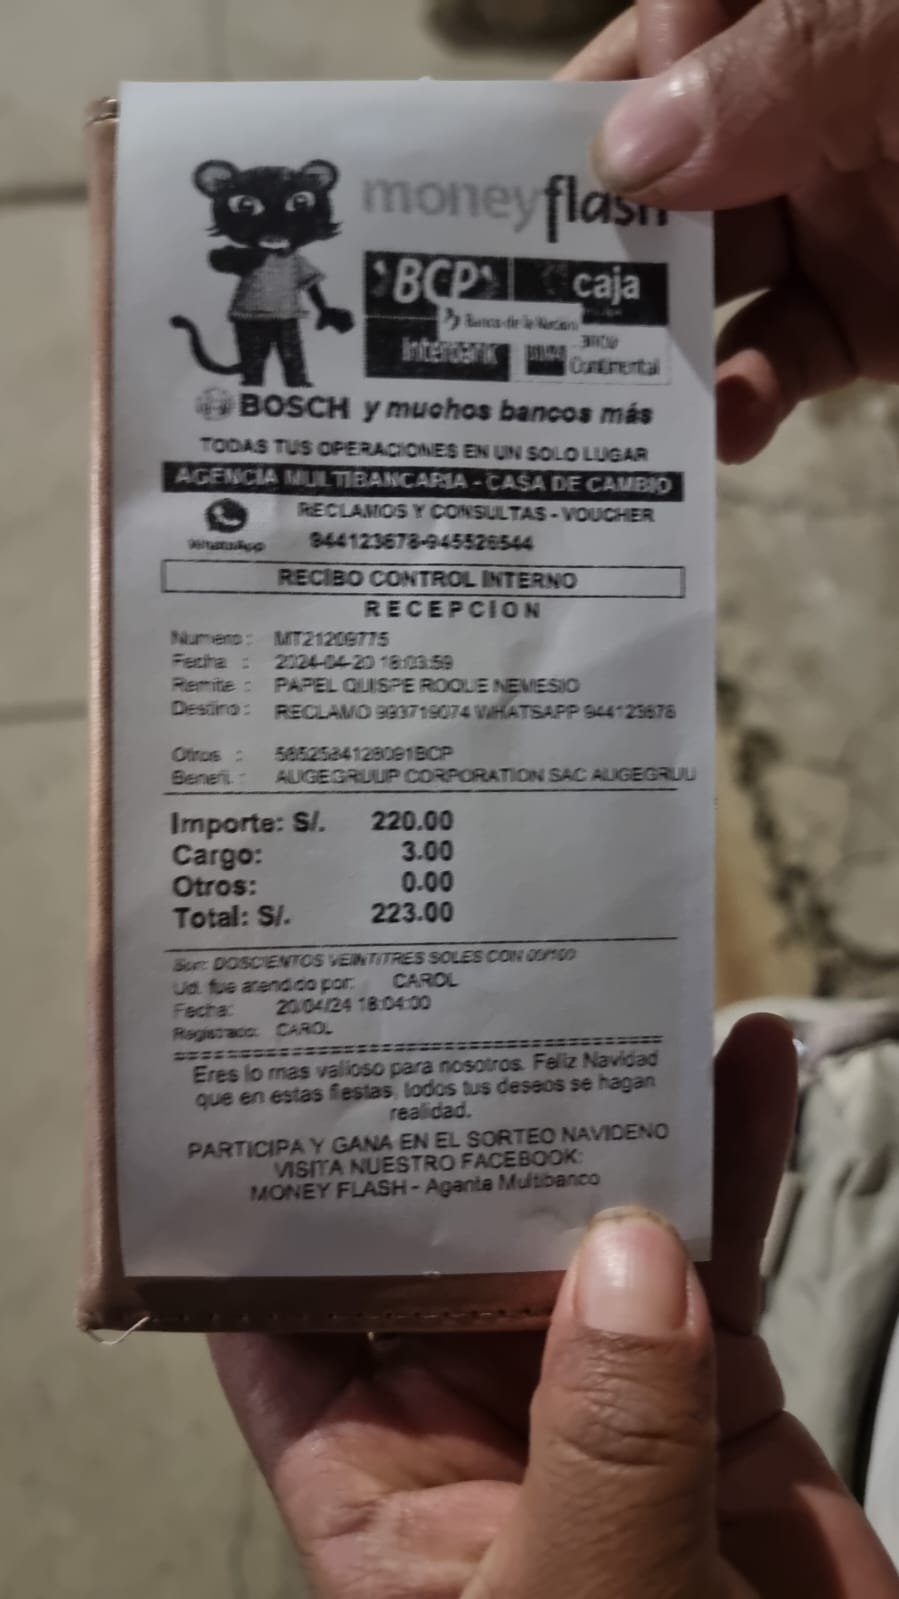 moneyflash
BCP caja
Banco de la Nación
Interbank
Continental
BOSCH y muchos bancos más
TODAS TUS OPERACIONES EN UN SOLO LUGAR
AGENCIA MULTIBANCARIA - CASA DE CAMBIO
RECLAMOS Y CONSULTAS - VOUCHER
WhatsApp 944123678-945526544
RECIBO CONTROL INTERNO
RECEPCION
Numero : MT21209775
Fecha : 2024-04-20 18:03:59
Remite : PAPEL QUISPE ROQUE NEMESIO
Destino : RECLAMO 993719074 WHATSAPP 944123678
Otros : 5852584128091BCP
Benefi. : AUGEGRUUP CORPORATION SAC AUGEGRUU
Importe: S/. 220.00
Cargo: 3.00
Otros: 0.00
Total: S/. 223.00
Son: DOSCIENTOS VEINTITRES SOLES CON 00/100
Ud. fue atendido por: CAROL
Fecha: 20/04/24 18:04:00
Registrado: CAROL
========================================
Eres lo mas valioso para nosotros. Feliz Navidad
que en estas fiestas, todos tus deseos se hagan
realidad.
PARTICIPA Y GANA EN EL SORTEO NAVIDENO
VISITA NUESTRO FACEBOOK:
MONEY FLASH - Agente Multibanco